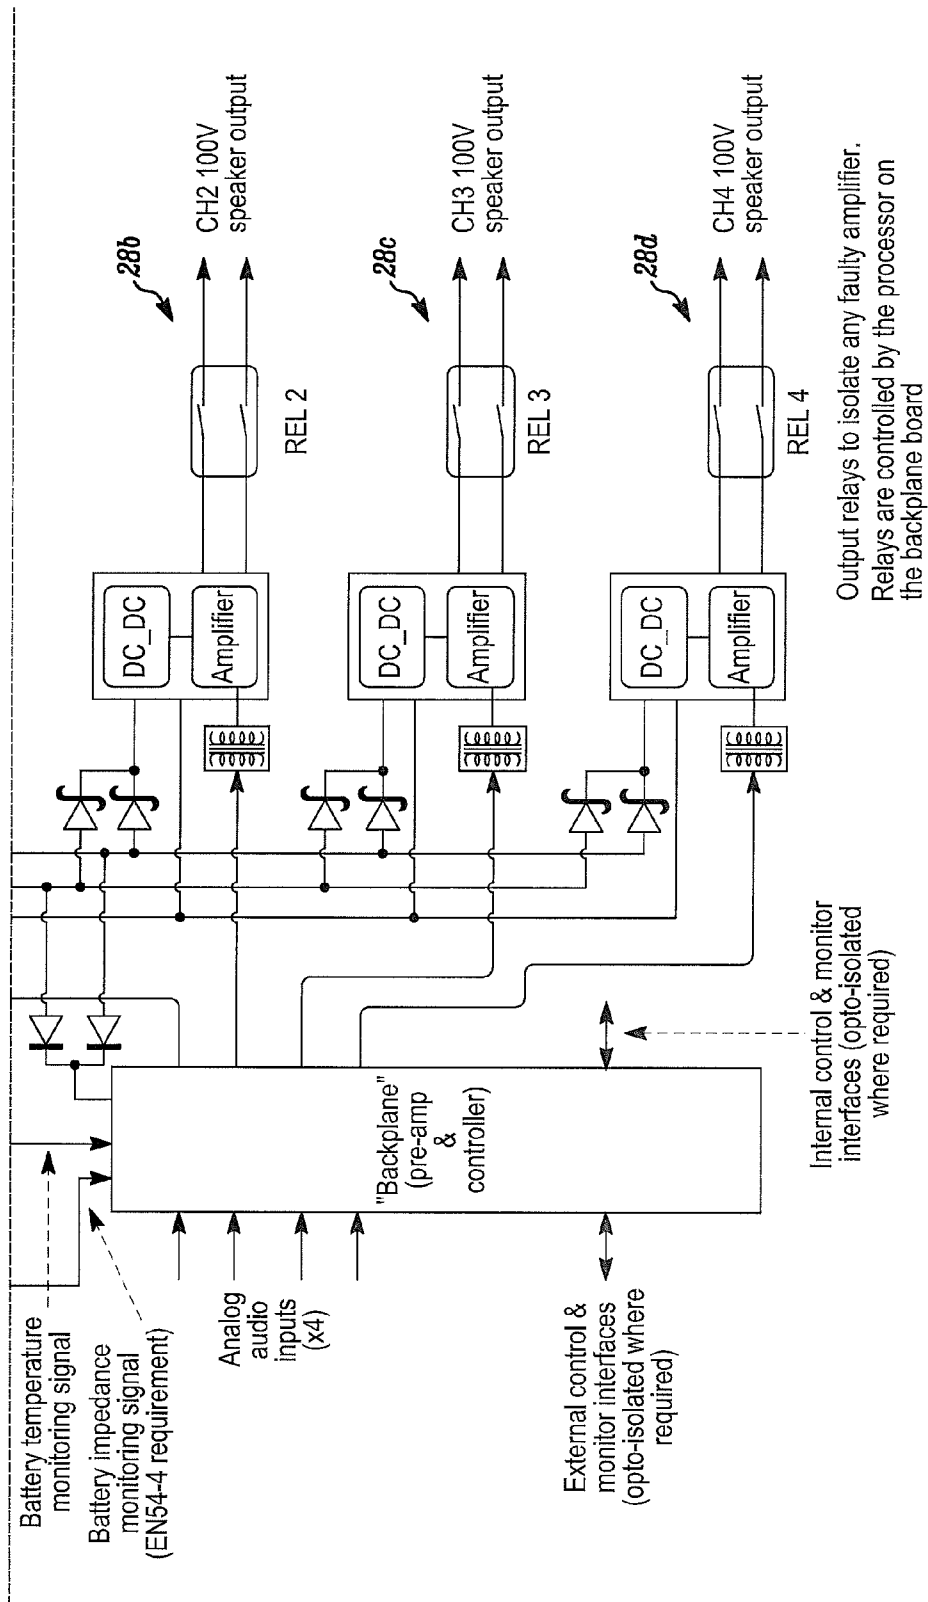 Battery temperature
monitoring signal
Battery impedance
monitoring signal
(EN54-4 requirement)
Analog
audio
inputs
(x4)
External control &
monitor interfaces
(opto-isolated where
required)
"Backplane"
(pre-amp
&
controller)
Internal control & monitor
interfaces (opto-isolated
where required)
DC_DC
Amplifier
REL 2
28b
CH2 100V
speaker output
DC_DC
Amplifier
REL 3
28c
CH3 100V
speaker output
DC_DC
Amplifier
REL 4
28d
CH4 100V
speaker output
Output relays to isolate any faulty amplifier.
Relays are controlled by the processor on
the backplane board